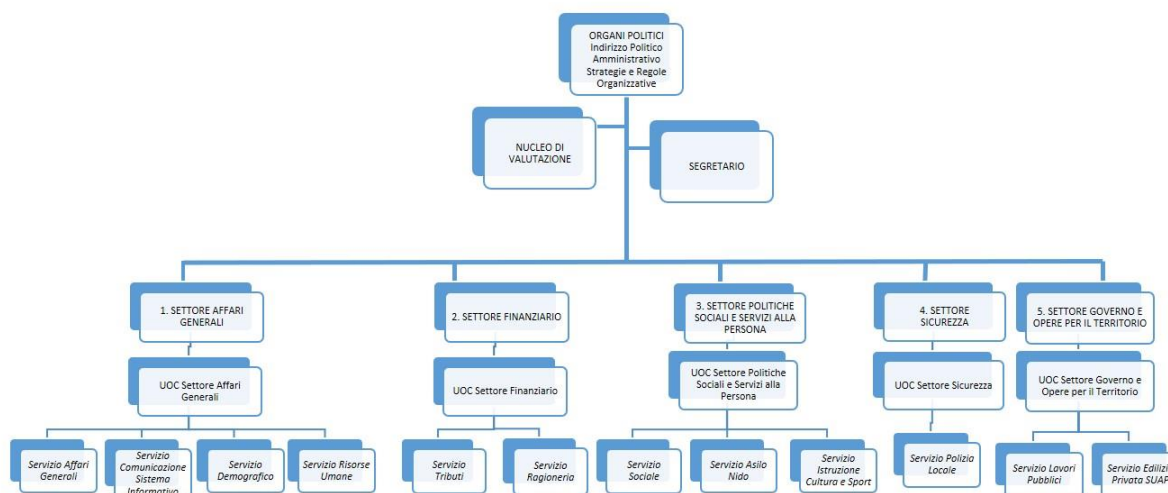 ORGANI POLITICI
Indirizzo Politico
Amministrativo
Strategie e Regole
Organizzative
NUCLEO DI
VALUTAZIONE
SEGRETARIO
1. SETTORE AFFARI
GENERALI
2. SETTORE FINANZIARIO
3. SETTORE POLITICHE
SOCIALI E SERVIZI ALLA
PERSONA
4. SETTORE
SICUREZZA
5. SETTORE GOVERNO E
OPERE PER IL TERRITORIO
UOC Settore Affari
Generali
UOC Settore Finanziario
UOC Settore Politiche
Sociali e Servizi alla
Persona
UOC Settore Sicurezza
UOC Settore Governo e
Opere per il Territorio
Servizio Affari
Generali
Servizio
Comunicazione
Sistema
Informativo
Servizio
Demografico
Servizio Risorse
Umane
Servizio
Tributi
Servizio
Ragioneria
Servizio
Sociale
Servizio Asilo
Nido
Servizio
Istruzione
Cultura e Sport
Servizio Polizia
Locale
Servizio Lavori
Pubblici
Servizio Edilizi
Privata SUAP